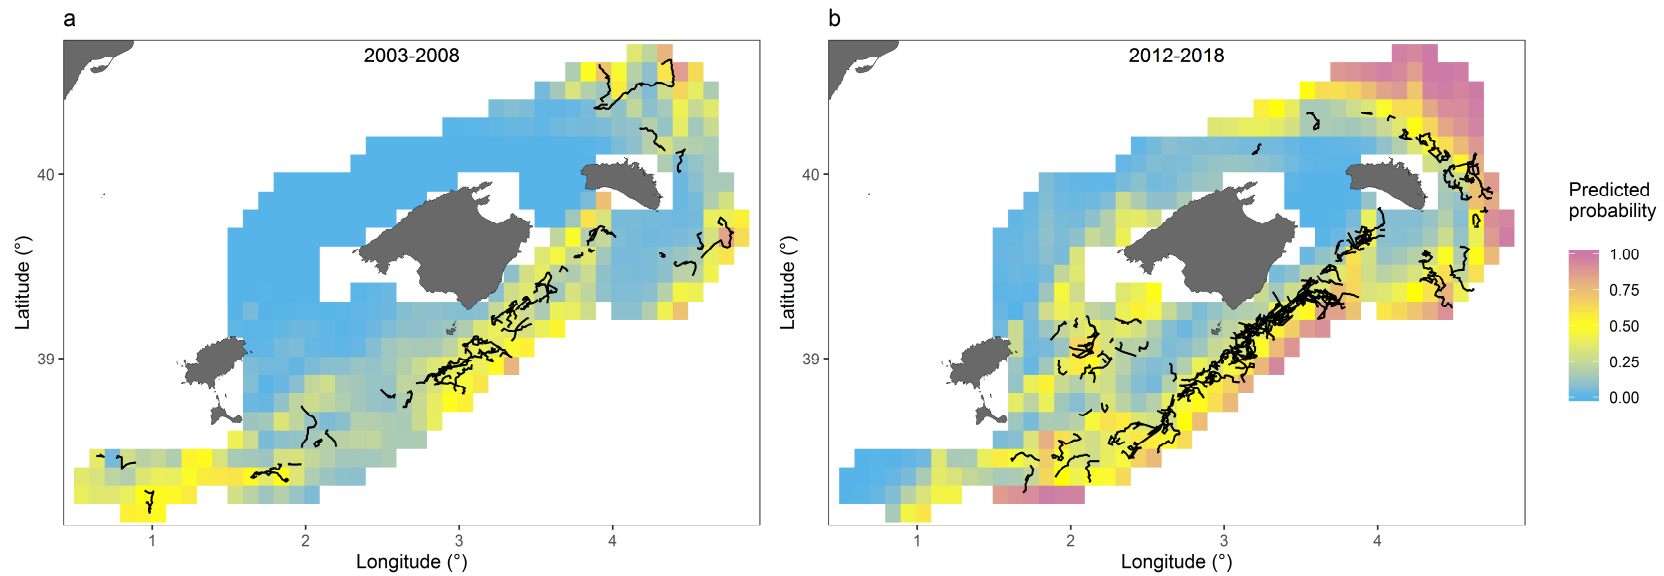 a
2003-2008
40
39
Latitude (°)
1
2
3
4
Longitude (°)
b
2012-2018
40
39
Latitude (°)
1
2
3
4
Longitude (°)
Predicted
probability
1.00
0.75
0.50
0.25
0.00